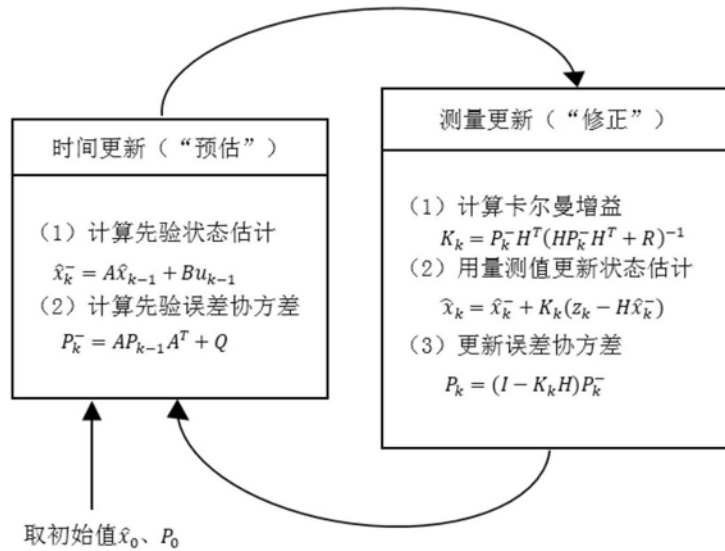 时间更新(“预估”)
(1)计算先验状态估计
x̂ₖ⁻ = Ax̂ₖ₋₁ + Buₖ₋₁
(2)计算先验误差协方差
Pₖ⁻ = APₖ₋₁Aᵀ + Q
测量更新(“修正”)
(1)计算卡尔曼增益
Kₖ = Pₖ⁻Hᵀ(HPₖ⁻Hᵀ + R)⁻¹
(2)用量测值更新状态估计
x̂ₖ = x̂ₖ⁻ + Kₖ(zₖ − Hx̂ₖ⁻)
(3)更新误差协方差
Pₖ = (I − KₖH)Pₖ⁻
取初始值x̂₀、P₀